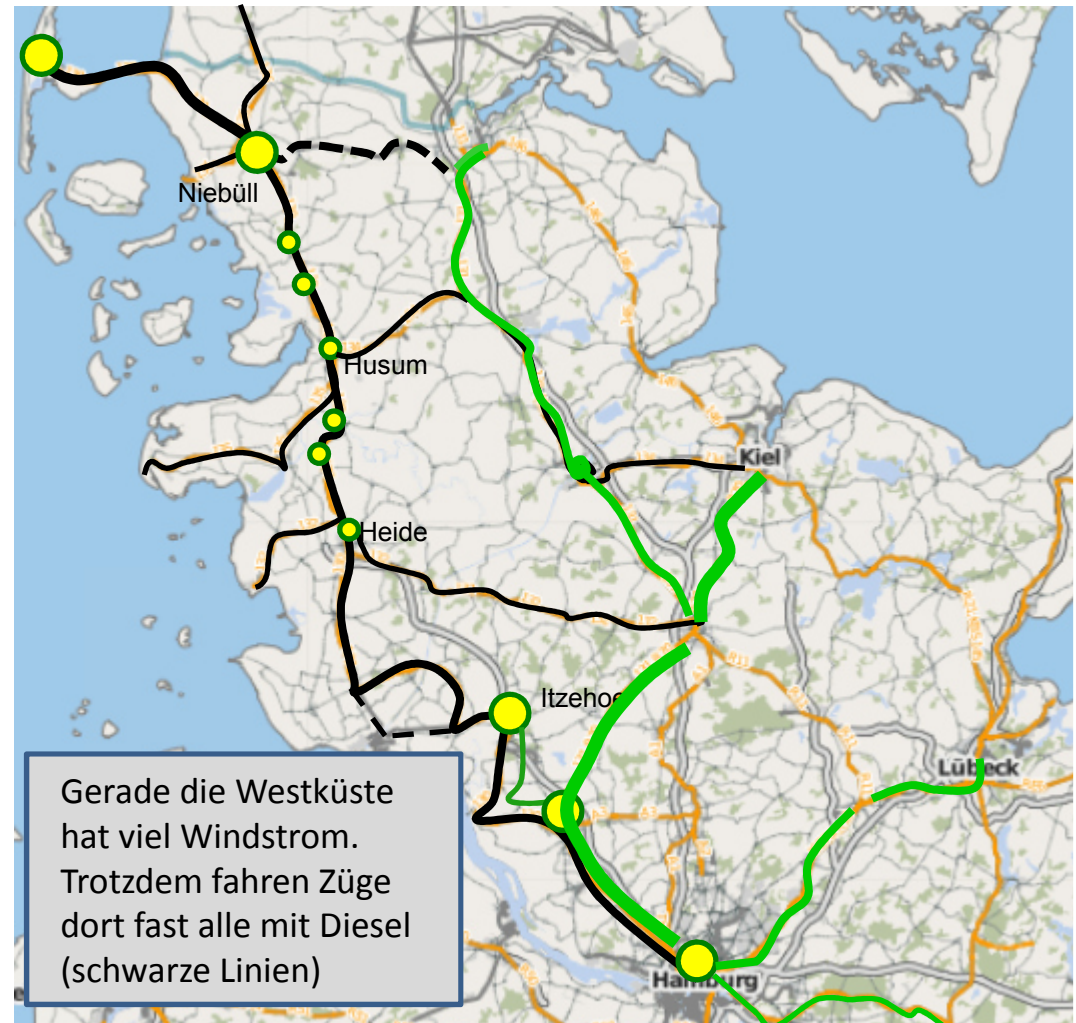 Niebüll
Husum
Kiel
Heide
Itzehoe
Lübeck
Gerade die Westküste
hat viel Windstrom.
Trotzdem fahren Züge
dort fast alle mit Diesel
(schwarze Linien)
Hamburg